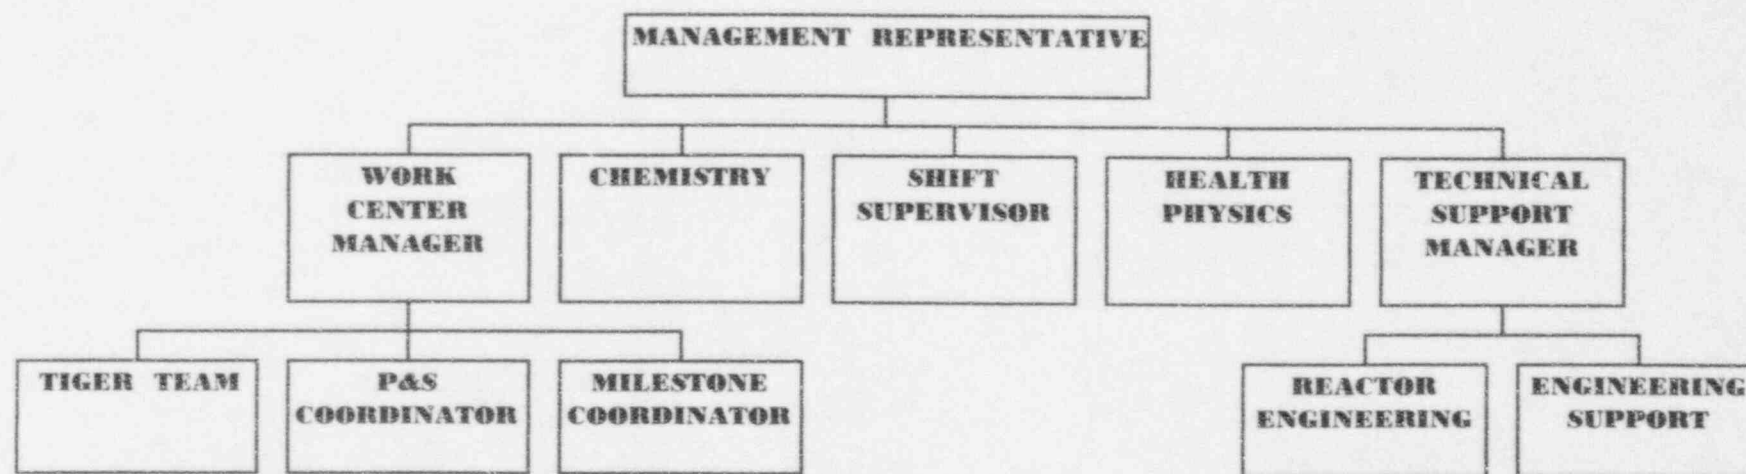 MANAGEMENT REPRESENTATIVE
WORK
CENTER
MANAGER
CHEMISTRY
SHIFT
SUPERVISOR
HEALTH
PHYSICS
TECHNICAL
SUPPORT
MANAGER
TIGER TEAM
P&S
COORDINATOR
MILESTONE
COORDINATOR
REACTOR
ENGINEERING
ENGINEERING
SUPPORT